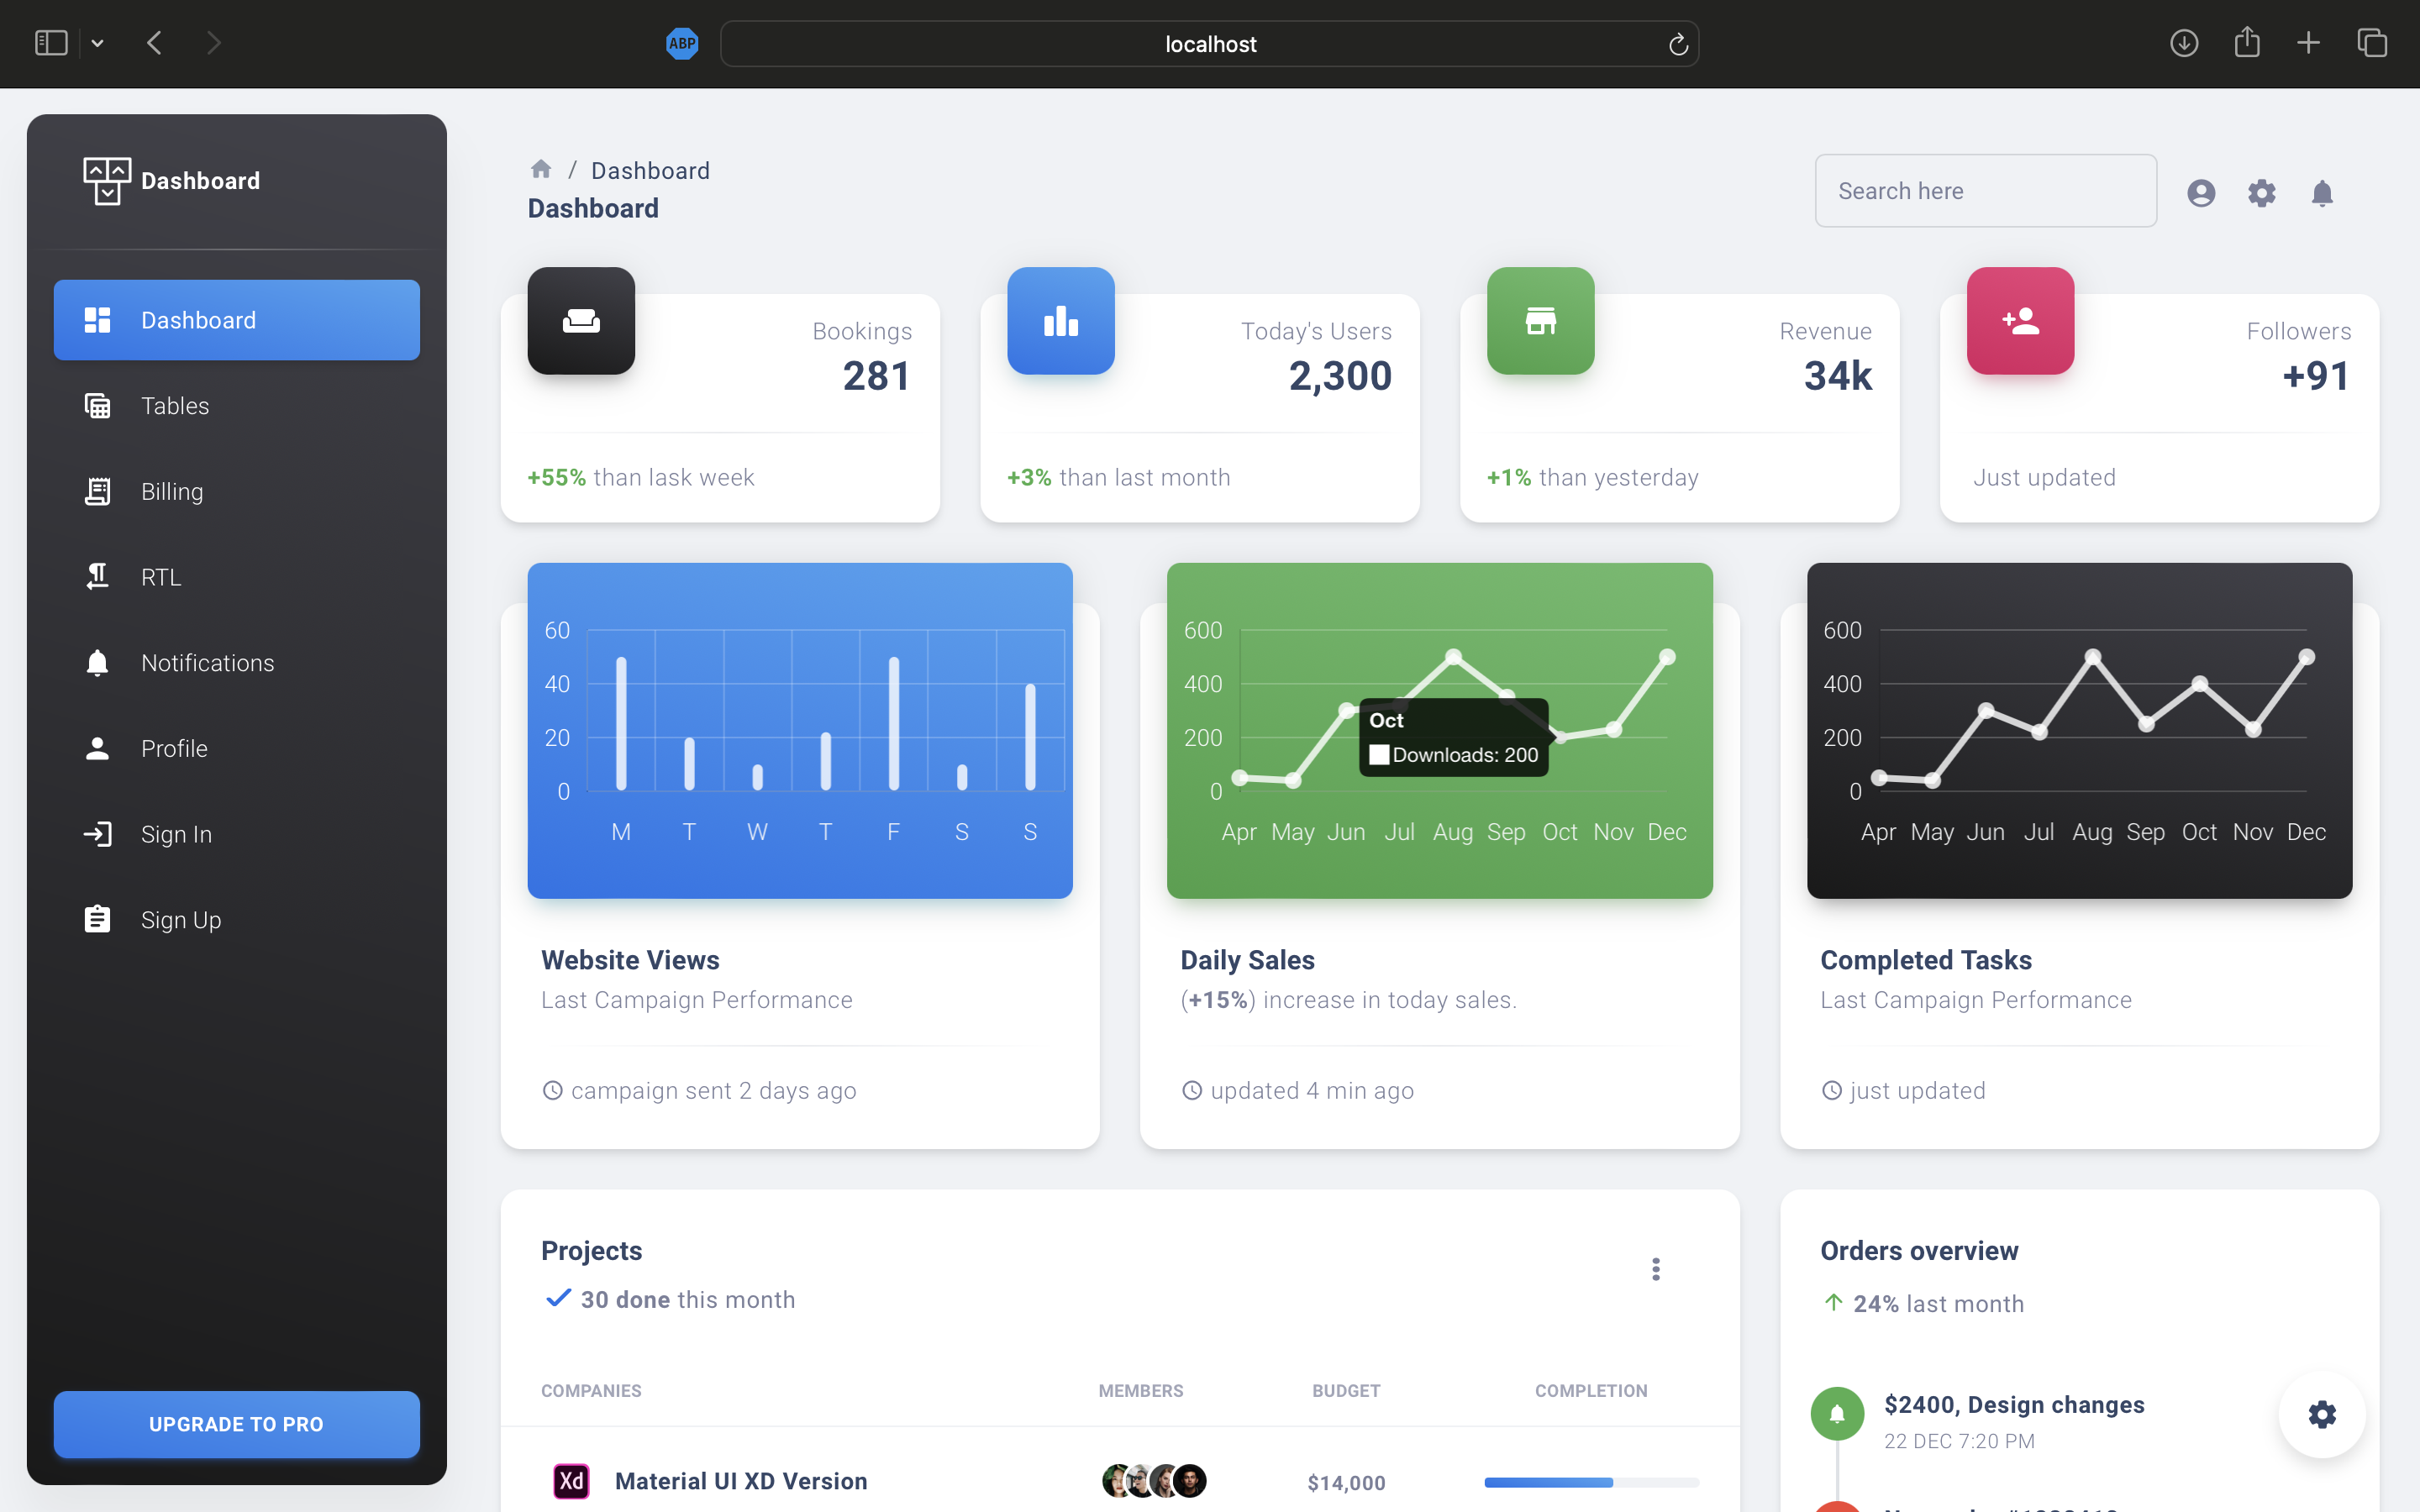 ABP
localhost
Dashboard
Dashboard
Tables
Billing
RTL
Notifications
Profile
Sign In
Sign Up
UPGRADE TO PRO
/ Dashboard
Dashboard
Search here
Bookings
281
+55% than lask week
Today's Users
2,300
+3% than last month
Revenue
34k
+1% than yesterday
Followers
+91
Just updated
60
40
20
0
M T W T F S S
Website Views
Last Campaign Performance
campaign sent 2 days ago
600
400
200
0
Oct
Downloads: 200
Apr May Jun Jul Aug Sep Oct Nov Dec
Daily Sales
(+15%) increase in today sales.
updated 4 min ago
600
400
200
0
Apr May Jun Jul Aug Sep Oct Nov Dec
Completed Tasks
Last Campaign Performance
just updated
Projects
30 done this month
COMPANIES MEMBERS BUDGET COMPLETION
Xd Material UI XD Version $14,000
Orders overview
24% last month
$2400, Design changes
22 DEC 7:20 PM